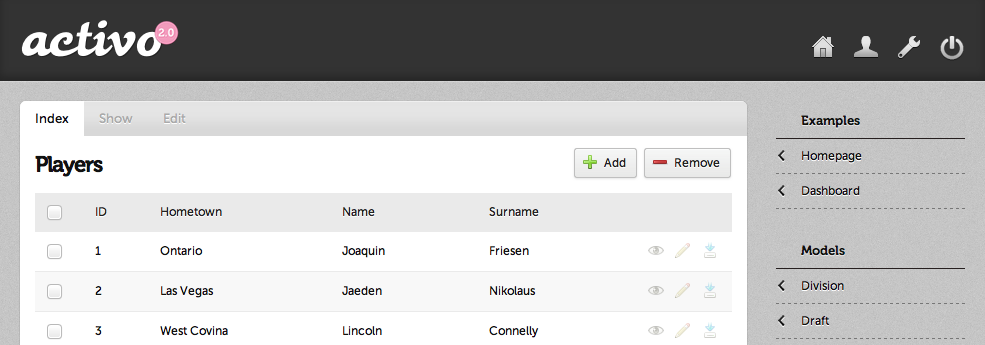 activo 2.0
Index Show Edit
Players
Add Remove
ID Hometown Name Surname
1 Ontario Joaquin Friesen
2 Las Vegas Jaeden Nikolaus
3 West Covina Lincoln Connelly
Examples
Homepage
Dashboard
Models
Division
Draft